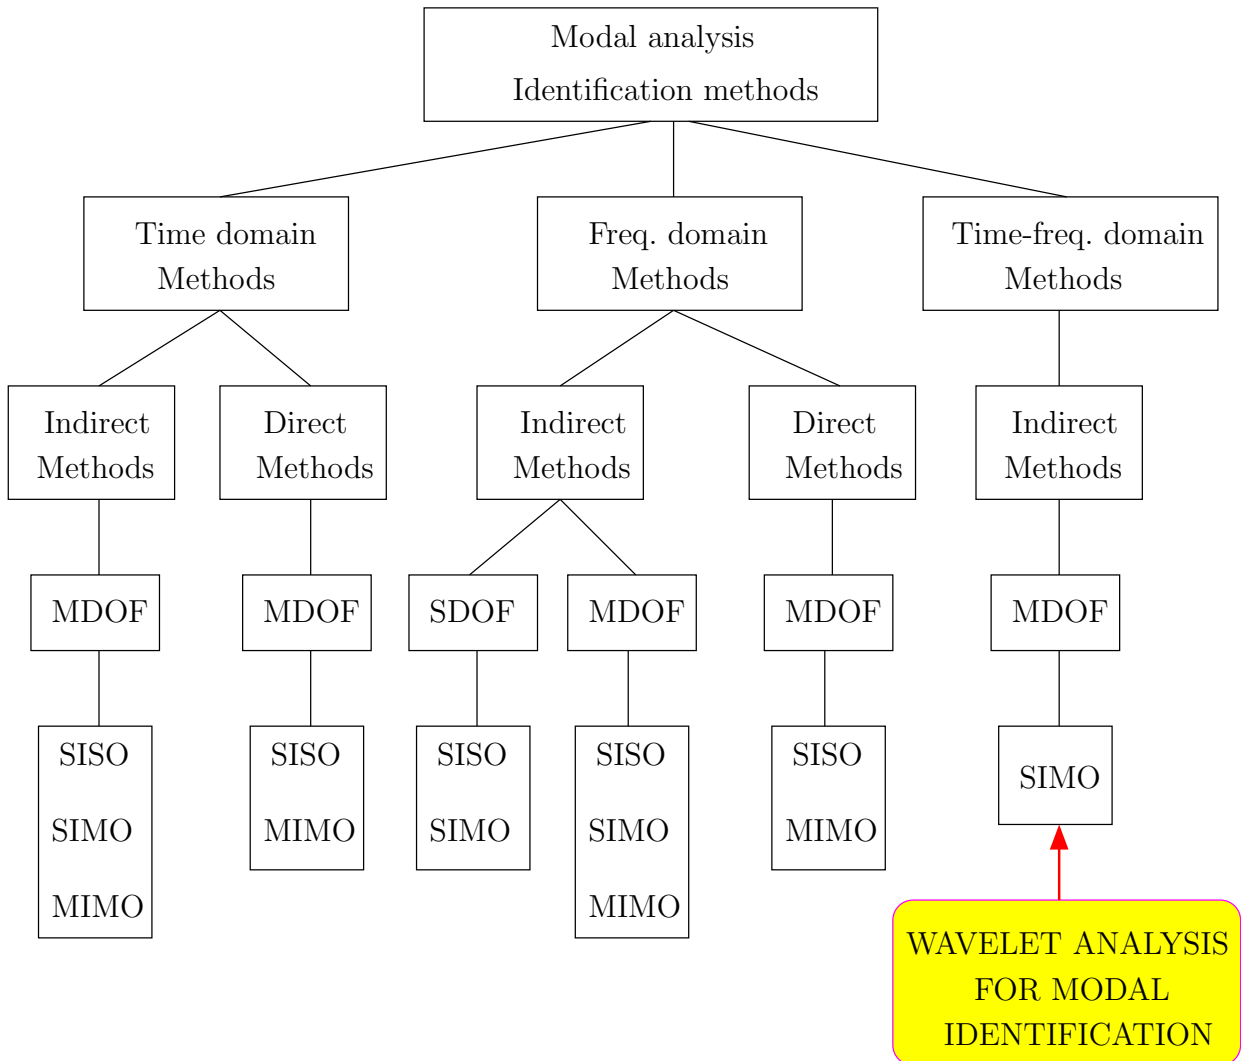 Modal analysis
Identification methods
Time domain
Methods
Freq. domain
Methods
Time-freq. domain
Methods
Indirect
Methods
Direct
Methods
Indirect
Methods
Direct
Methods
Indirect
Methods
MDOF
MDOF
SDOF
MDOF
MDOF
MDOF
SISO
SIMO
MIMO
SISO
MIMO
SISO
SIMO
SISO
SIMO
MIMO
SISO
MIMO
SIMO
WAVELET ANALYSIS
FOR MODAL
IDENTIFICATION